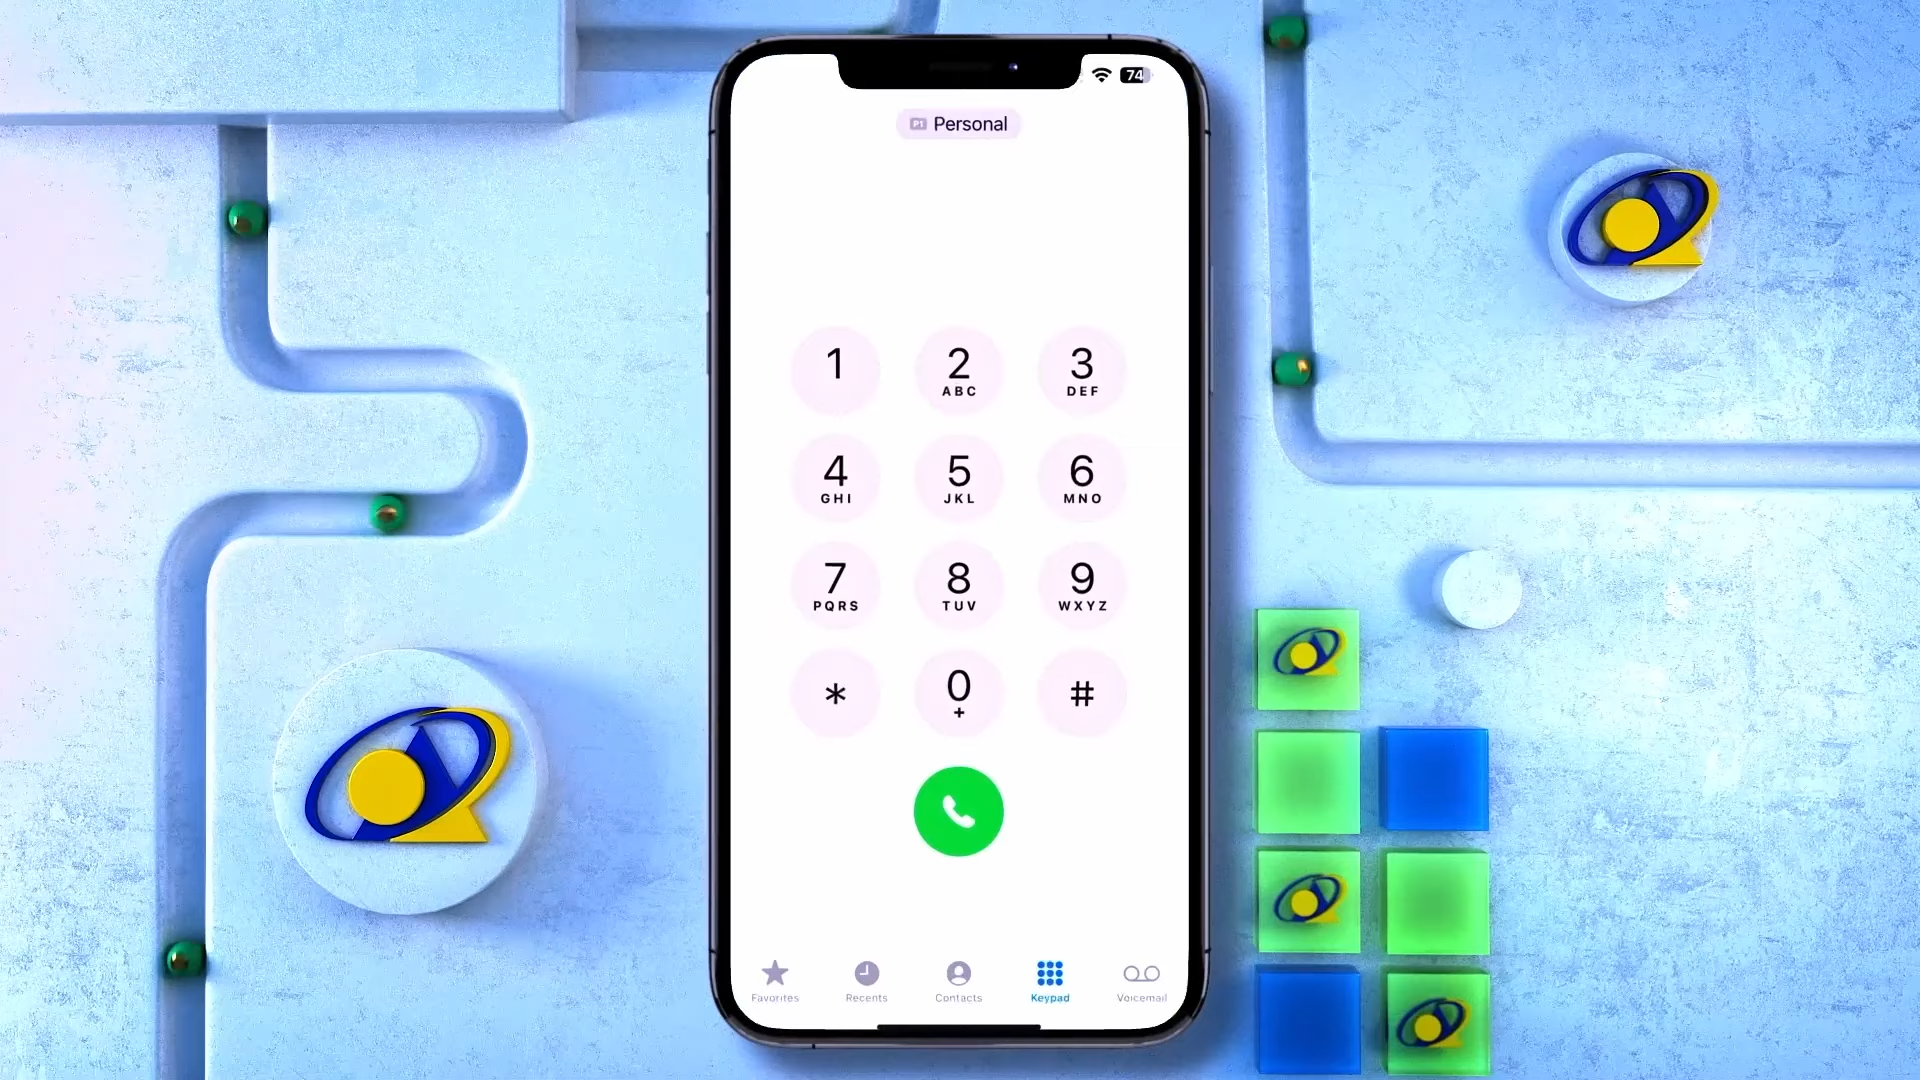 74
P1 Personal
1
2
ABC
3
DEF
4
GHI
5
JKL
6
MNO
7
PQRS
8
TUV
9
WXYZ
*
0
+
#
Favorites
Recents
Contacts
Keypad
Voicemail